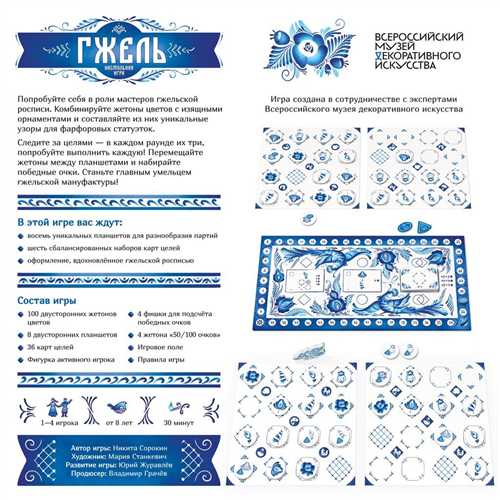 ГЖЕЛЬ
НАСТОЛЬНАЯ
ИГРА
Попробуйте себя в роли мастеров гжельской
росписи. Комбинируйте жетоны цветов с изящными
орнаментами и составляйте из них уникальные
узоры для фарфоровых статуэток.
Следите за целями — в каждом раунде их три,
попробуйте выполнить каждую! Перемещайте
жетоны между планшетами и набирайте
победные очки. Станьте главным умельцем
гжельской мануфактуры!
В этой игре вас ждут:
восемь уникальных планшетов для разнообразия партий
шесть сбалансированных наборов карт целей
оформление, вдохновлённое гжельской росписью
Состав игры
100 двусторонних жетонов
цветов
8 двусторонних планшетов
36 карт целей
Фигурка активного игрока
4 фишки для подсчёта
победных очков
4 жетона «50/100 очков»
Игровое поле
Правила игры
1–4 игрока
от 8 лет
30 минут
Автор игры: Никита Сорокин
Художник: Мария Станкевич
Развитие игры: Юрий Журавлёв
Продюсер: Владимир Грачёв
ВСЕРОССИЙСКИЙ
МУЗЕЙ
ДЕКОРАТИВНОГО
ИСКУССТВА
Игра создана в сотрудничестве с экспертами
Всероссийского музея декоративного искусства